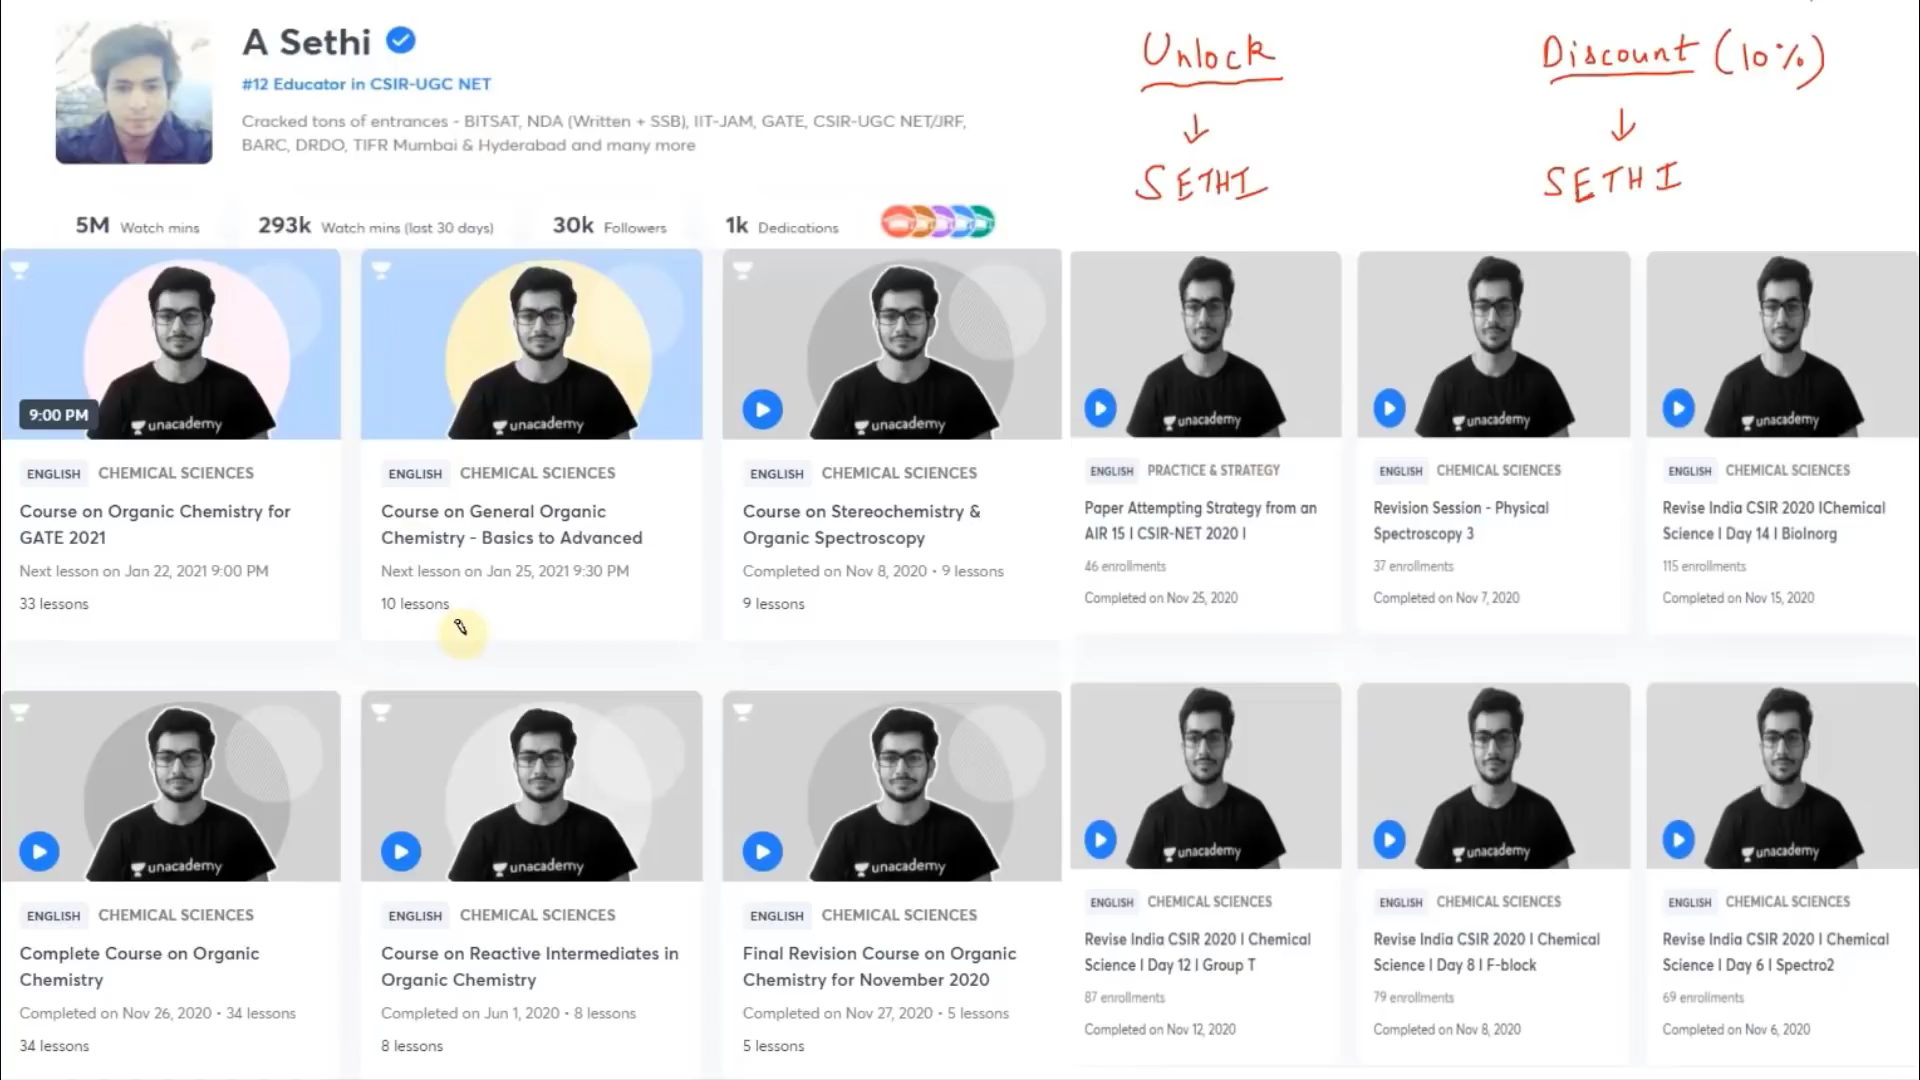 A Sethi
#12 Educator in CSIR-UGC NET
Cracked tons of entrances - BITSAT, NDA (Written + SSB), IIT-JAM, GATE, CSIR-UGC NET/JRF,
BARC, DRDO, TIFR Mumbai & Hyderabad and many more
5M Watch mins
293k Watch mins (last 30 days)
30k Followers
1k Dedications
Unlock
SETHI
Discount (10%)
SETHI
9:00 PM
unacademy
ENGLISH CHEMICAL SCIENCES
Course on Organic Chemistry for
GATE 2021
Next lesson on Jan 22, 2021 9:00 PM
33 lessons
unacademy
ENGLISH CHEMICAL SCIENCES
Course on General Organic
Chemistry - Basics to Advanced
Next lesson on Jan 25, 2021 9:30 PM
10 lessons
unacademy
ENGLISH CHEMICAL SCIENCES
Course on Stereochemistry &
Organic Spectroscopy
Completed on Nov 8, 2020 • 9 lessons
9 lessons
unacademy
ENGLISH PRACTICE & STRATEGY
Paper Attempting Strategy from an
AIR 15 I CSIR-NET 2020 I
46 enrollments
Completed on Nov 25, 2020
unacademy
ENGLISH CHEMICAL SCIENCES
Revision Session - Physical
Spectroscopy 3
37 enrollments
Completed on Nov 7, 2020
unacademy
ENGLISH CHEMICAL SCIENCES
Revise India CSIR 2020 IChemical
Science I Day 14 I BioInorg
115 enrollments
Completed on Nov 15, 2020
unacademy
ENGLISH CHEMICAL SCIENCES
Complete Course on Organic
Chemistry
Completed on Nov 26, 2020 • 34 lessons
34 lessons
unacademy
ENGLISH CHEMICAL SCIENCES
Course on Reactive Intermediates in
Organic Chemistry
Completed on Jun 1, 2020 • 8 lessons
8 lessons
unacademy
ENGLISH CHEMICAL SCIENCES
Final Revision Course on Organic
Chemistry for November 2020
Completed on Nov 27, 2020 • 5 lessons
5 lessons
unacademy
ENGLISH CHEMICAL SCIENCES
Revise India CSIR 2020 I Chemical
Science I Day 12 I Group T
87 enrollments
Completed on Nov 12, 2020
unacademy
ENGLISH CHEMICAL SCIENCES
Revise India CSIR 2020 I Chemical
Science I Day 8 I F-block
79 enrollments
Completed on Nov 8, 2020
unacademy
ENGLISH CHEMICAL SCIENCES
Revise India CSIR 2020 I Chemical
Science I Day 6 I Spectro2
69 enrollments
Completed on Nov 6, 2020